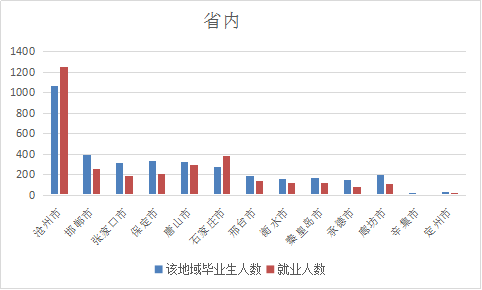 省内
1400
1200
1000
800
600
400
200
0
沧州市
邯郸市
张家口市
保定市
唐山市
石家庄市
邢台市
衡水市
秦皇岛市
承德市
廊坊市
辛集市
定州市
该地域毕业生人数 就业人数